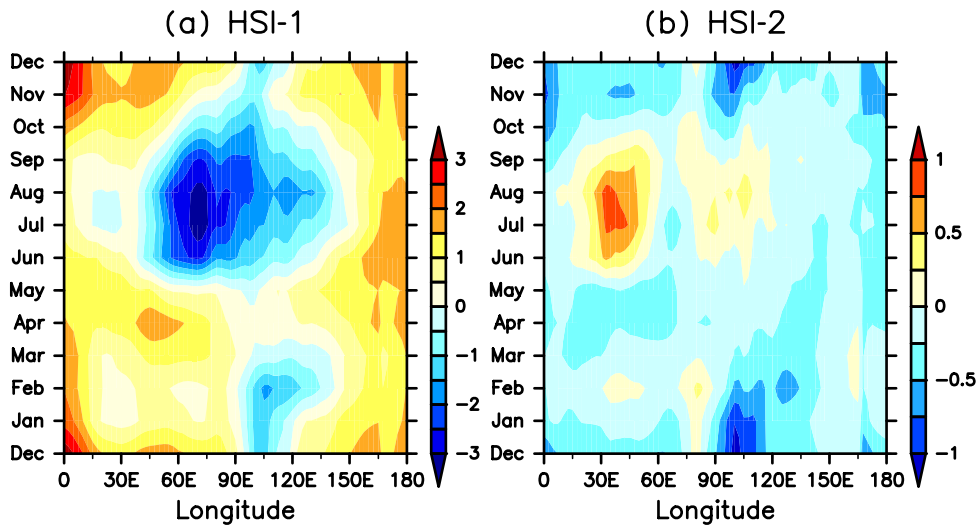 (a) HSI-1
(b) HSI-2
Dec
Nov
Oct
Sep
Aug
Jul
Jun
May
Apr
Mar
Feb
Jan
Dec
0 30E 60E 90E 120E 150E 180
Longitude
3
2
1
0
-1
-2
-3
Dec
Nov
Oct
Sep
Aug
Jul
Jun
May
Apr
Mar
Feb
Jan
Dec
0 30E 60E 90E 120E 150E 180
Longitude
1
0.5
0
-0.5
-1